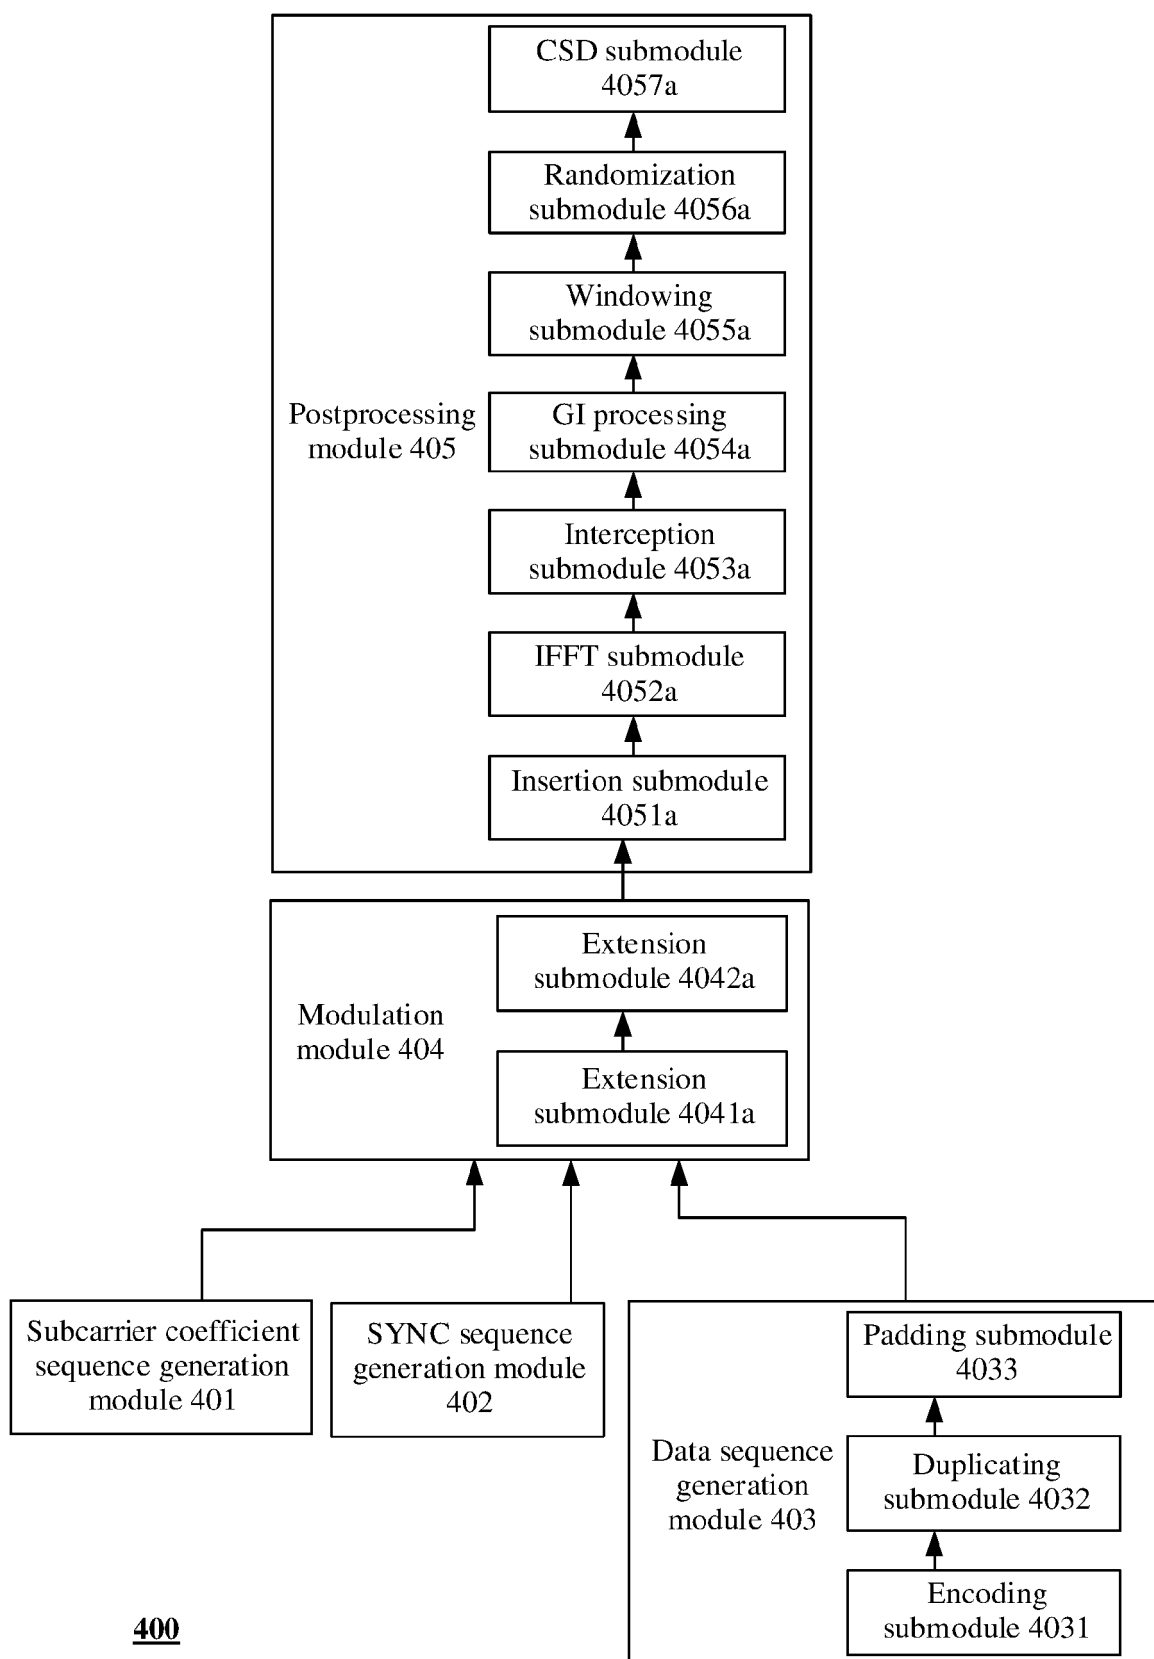 CSD submodule
4057a
Randomization
submodule 4056a
Windowing
submodule 4055a
Postprocessing
module 405
GI processing
submodule 4054a
Interception
submodule 4053a
IFFT submodule
4052a
Insertion submodule
4051a
Extension
submodule 4042a
Modulation
module 404
Extension
submodule 4041a
Subcarrier coefficient
sequence generation
module 401
SYNC sequence
generation module
402
Padding submodule
4033
Data sequence
generation
module 403
Duplicating
submodule 4032
Encoding
submodule 4031
400